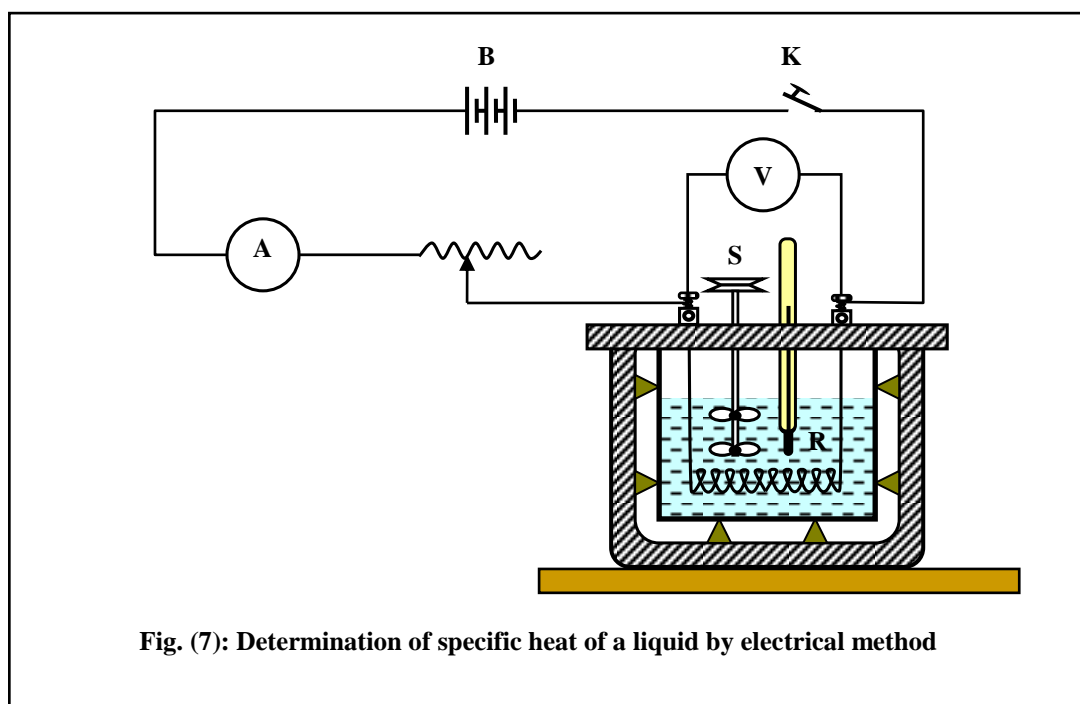 B
K
V
A
S
R
Fig. (7): Determination of specific heat of a liquid by electrical method